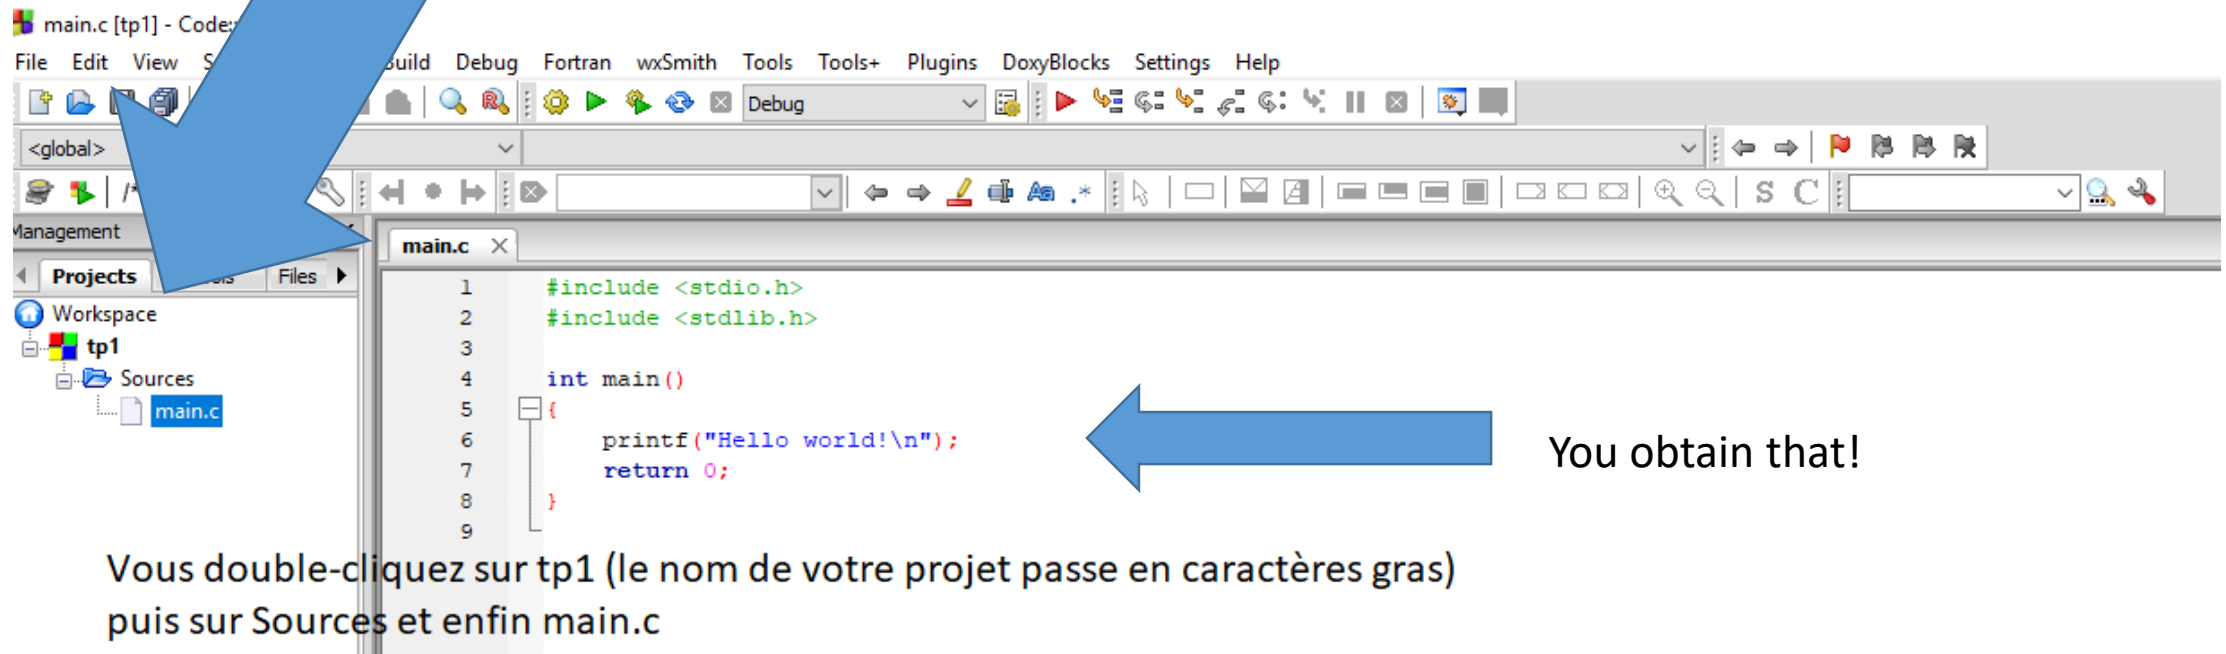 main.c [tp1] - Code:
File Edit View S Build Debug Fortran wxSmith Tools Tools+ Plugins DoxyBlocks Settings Help
Debug
<global>
/* S C
Management
main.c
Projects Files
1 #include <stdio.h>
Workspace
2 #include <stdlib.h>
tp1
3
Sources
4 int main()
main.c
5 {
6 printf("Hello world!\n");
You obtain that!
7 return 0;
8 }
9
Vous double-cliquez sur tp1 (le nom de votre projet passe en caractères gras)
puis sur Sources et enfin main.c